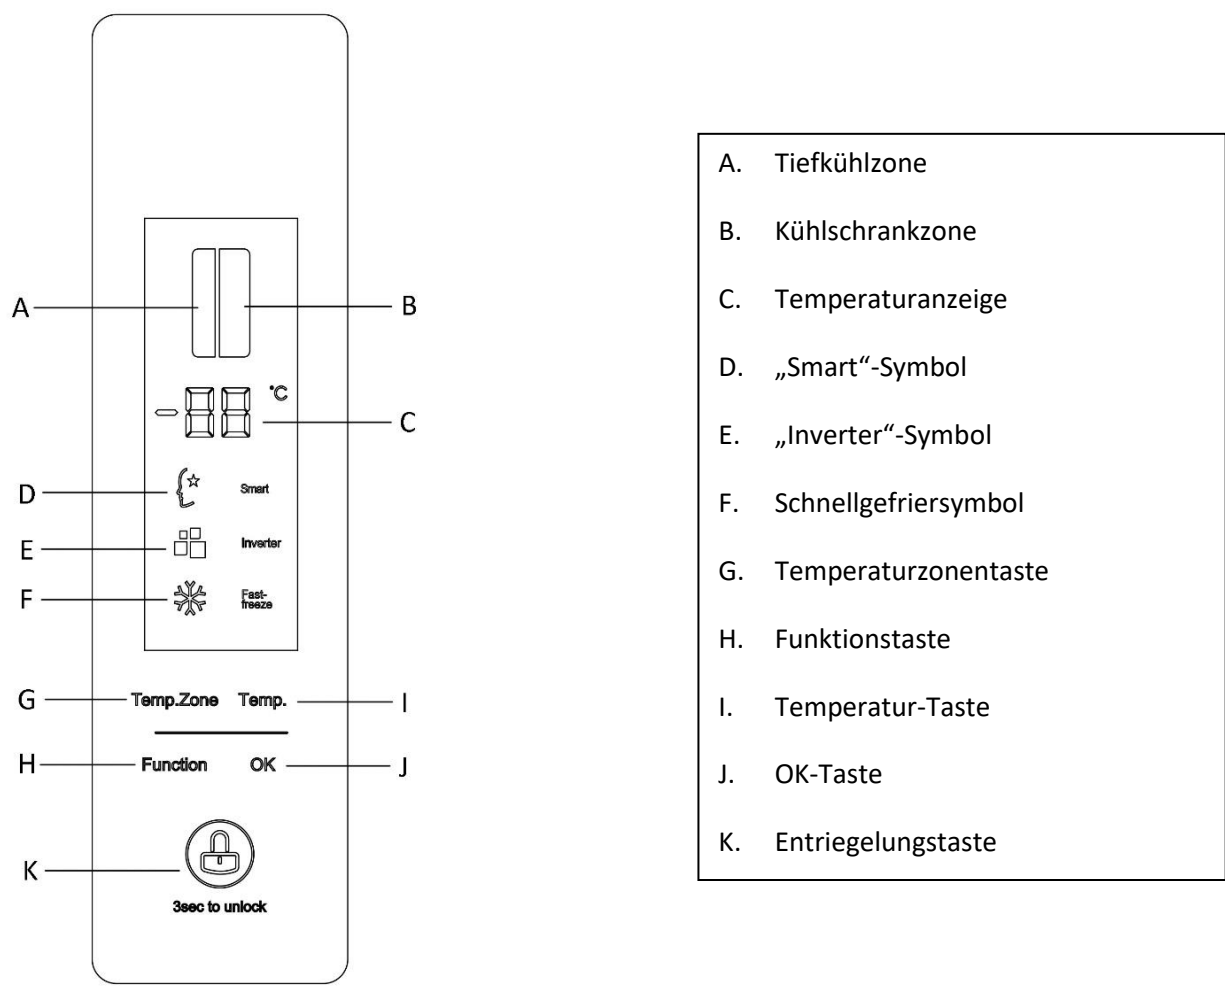 A
B
°C
C
D
Smart
E
Inverter
F
Fast-
freeze
G
Temp.Zone Temp.
I
H
Function OK
J
K
3sec to unlock
A. Tiefkühlzone
B. Kühlschrankzone
C. Temperaturanzeige
D. „Smart“-Symbol
E. „Inverter“-Symbol
F. Schnellgefriersymbol
G. Temperaturzonentaste
H. Funktionstaste
I. Temperatur-Taste
J. OK-Taste
K. Entriegelungstaste